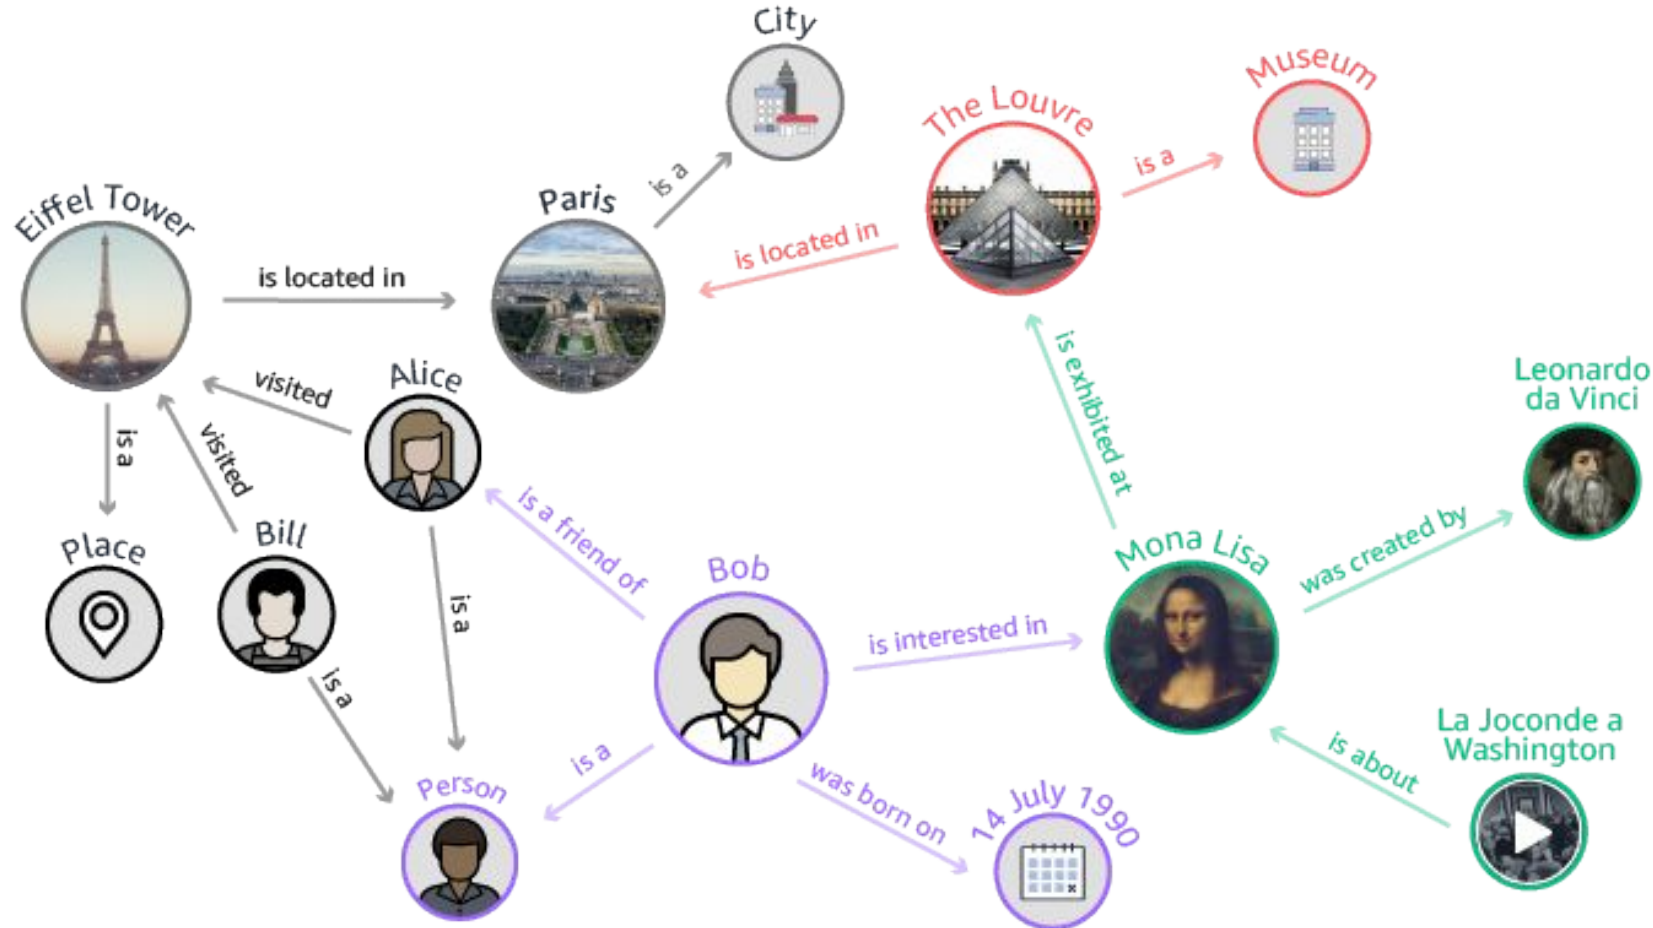 City
Museum
The Louvre
is a
is a
Eiffel Tower
Paris
is located in
is located in
Alice
visited
is exhibited at
Leonardo
da Vinci
is a
visited
is a friend of
Place
Bill
Bob
Mona Lisa
was created by
is a
is interested in
is a
La Joconde a
Washington
is about
is a
Person
was born on
14 July 1990